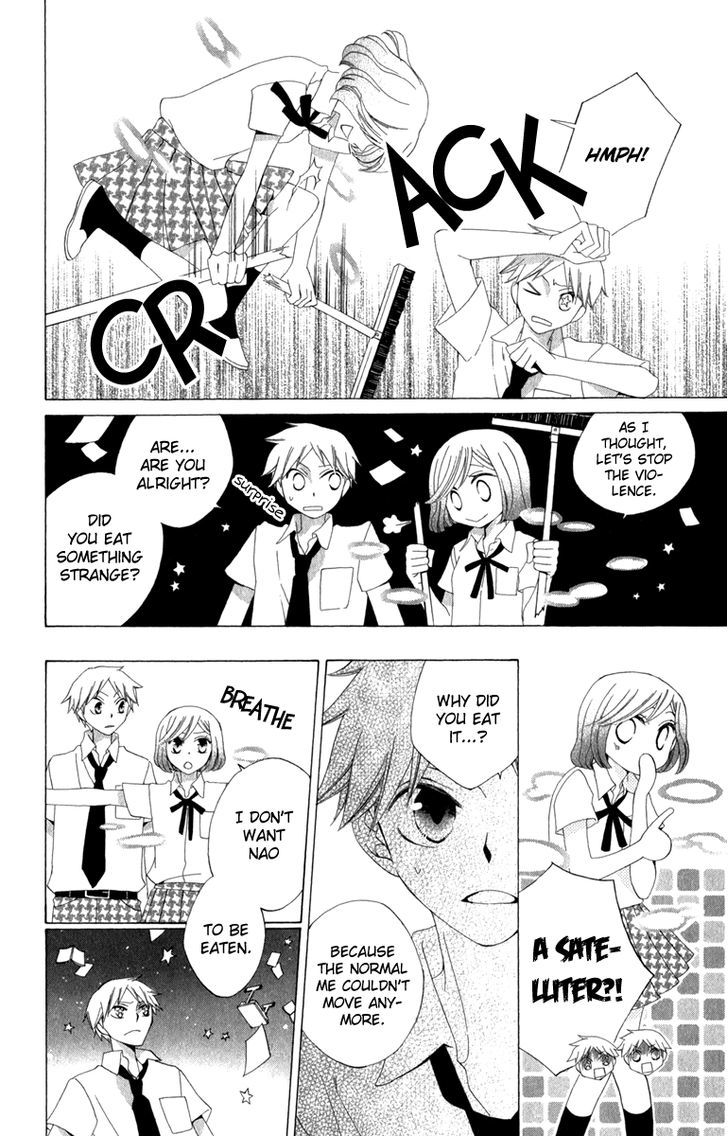 HMPH!
CRACK
AS I
THOUGHT,
LET'S STOP
THE VIO-
LENCE.
surprise
ARE...
ARE YOU
ALRIGHT?
DID
YOU EAT
SOMETHING
STRANGE?
A SATE-
LLITER?!
WHY DID
YOU EAT
IT...?
BECAUSE
THE NORMAL
ME COULDN'T
MOVE ANY-
MORE.
BREATHE
I DON'T
WANT
NAO
TO BE
EATEN.